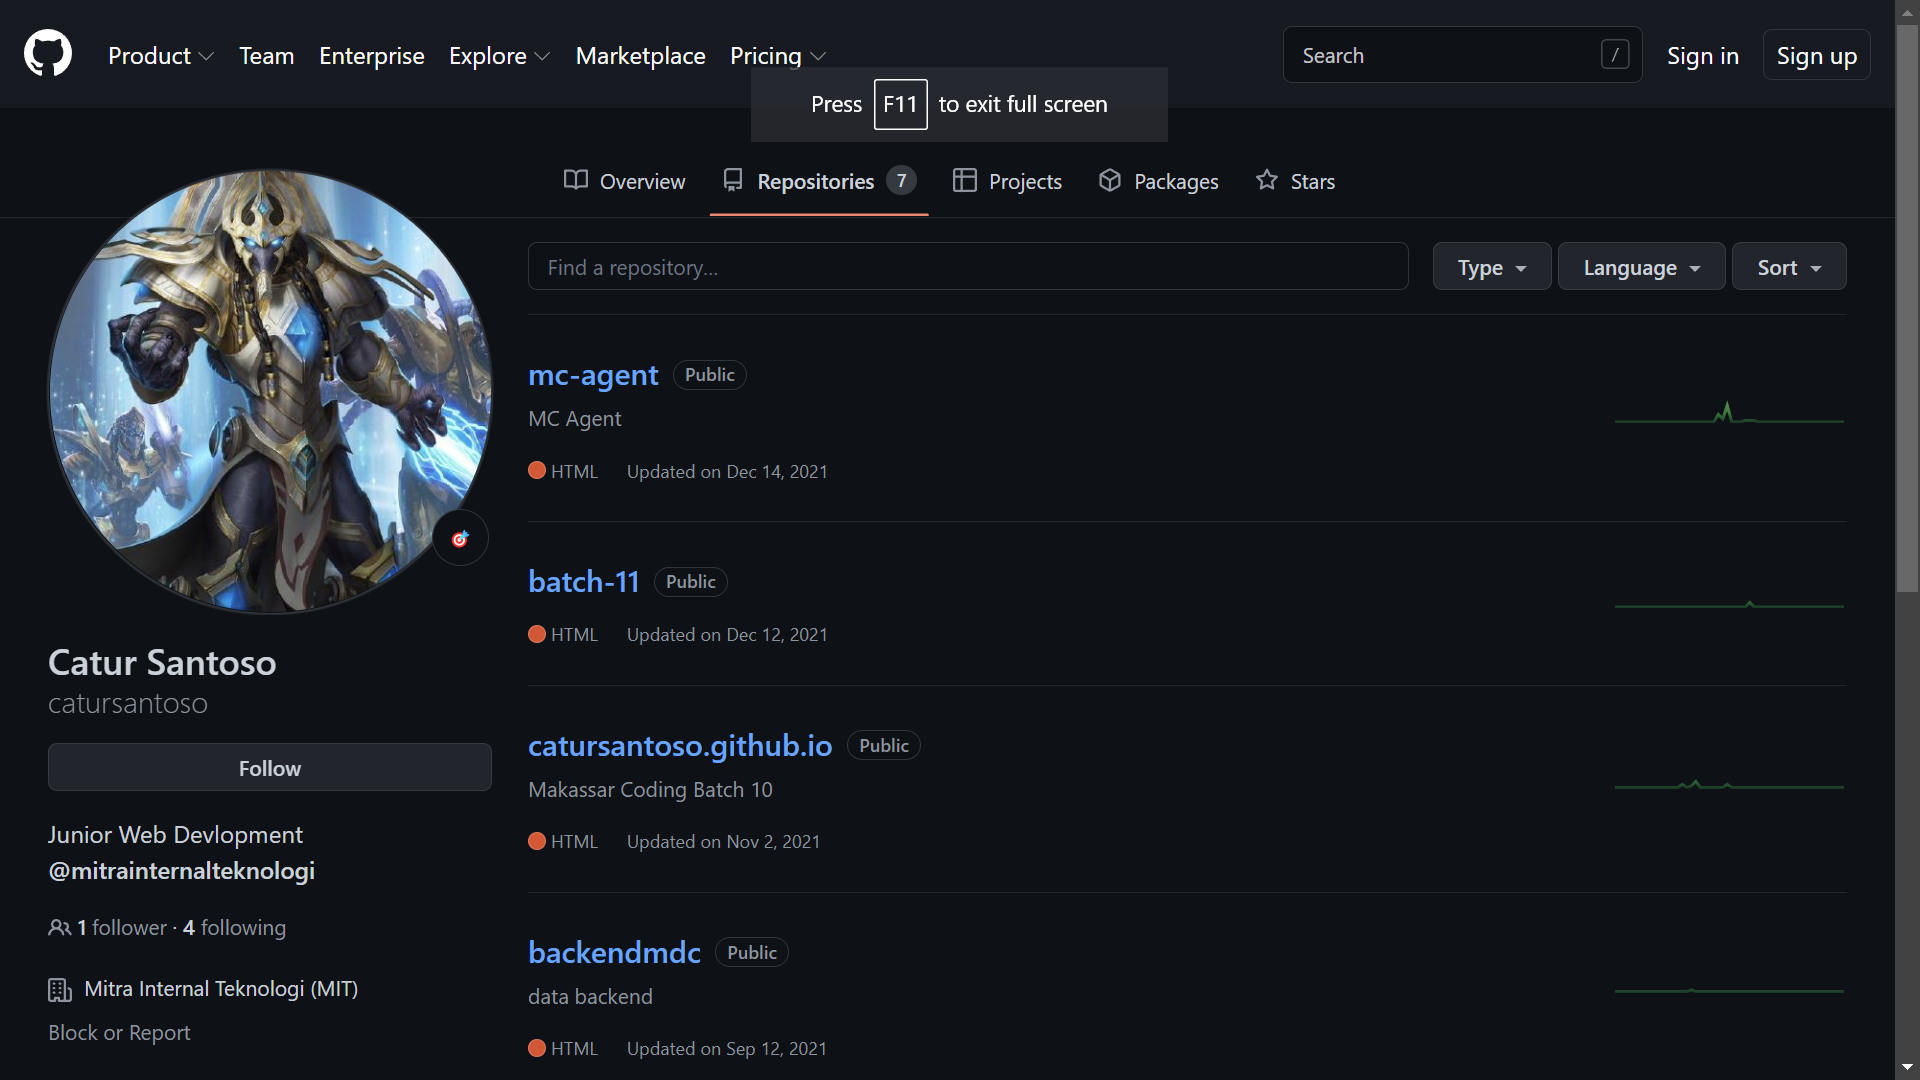 Product Team Enterprise Explore Marketplace Pricing Search / Sign in Sign up
Press F11 to exit full screen
Overview Repositories 7 Projects Packages Stars
Find a repository... Type Language Sort
mc-agent Public
MC Agent
HTML Updated on Dec 14, 2021
batch-11 Public
HTML Updated on Dec 12, 2021
Catur Santoso
catursantoso
Follow
Junior Web Devlopment
@mitrainternalteknologi
1 follower · 4 following
Mitra Internal Teknologi (MIT)
Block or Report
catursantoso.github.io Public
Makassar Coding Batch 10
HTML Updated on Nov 2, 2021
backendmdc Public
data backend
HTML Updated on Sep 12, 2021